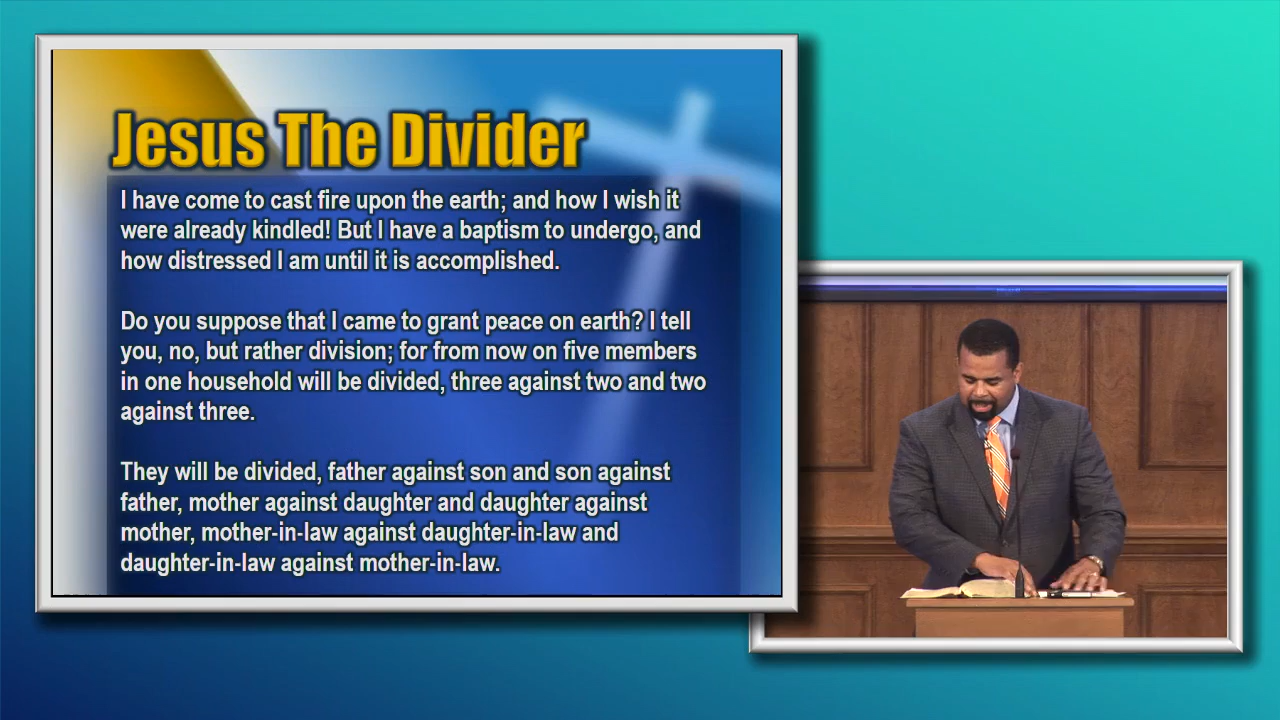 Jesus The Divider
I have come to cast fire upon the earth; and how I wish it
were already kindled! But I have a baptism to undergo, and
how distressed I am until it is accomplished.
Do you suppose that I came to grant peace on earth? I tell
you, no, but rather division; for from now on five members
in one household will be divided, three against two and two
against three.
They will be divided, father against son and son against
father, mother against daughter and daughter against
mother, mother-in-law against daughter-in-law and
daughter-in-law against mother-in-law.